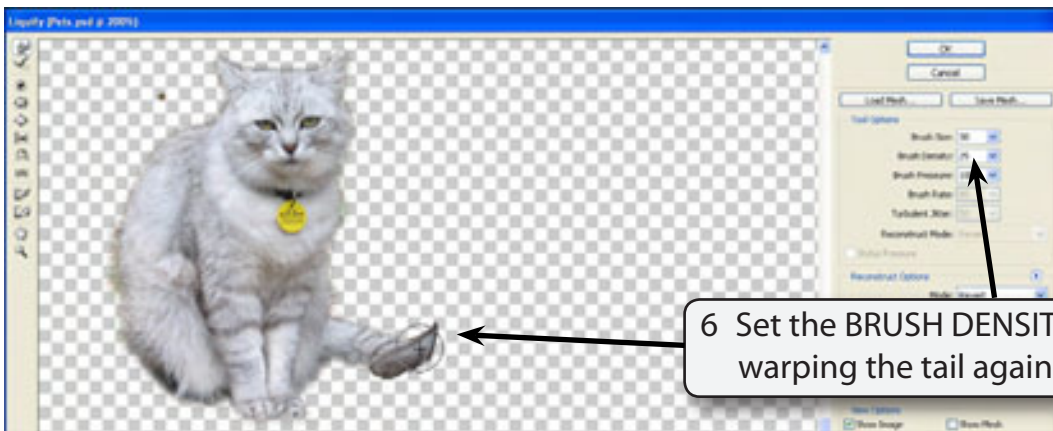 Liquify (Pets.psd @ 200%)
OK
Cancel
Load Mesh... Save Mesh...
Tool Options
Brush Size: 50
Brush Density:
Brush Pressure:
Brush Rate:
Turbulent Jitter:
Reconstruct Mode:
Stylus Pressure
Reconstruct Options
Mode: Revert
6 Set the BRUSH DENSIT
warping the tail again
View Options
Show Image Show Mesh